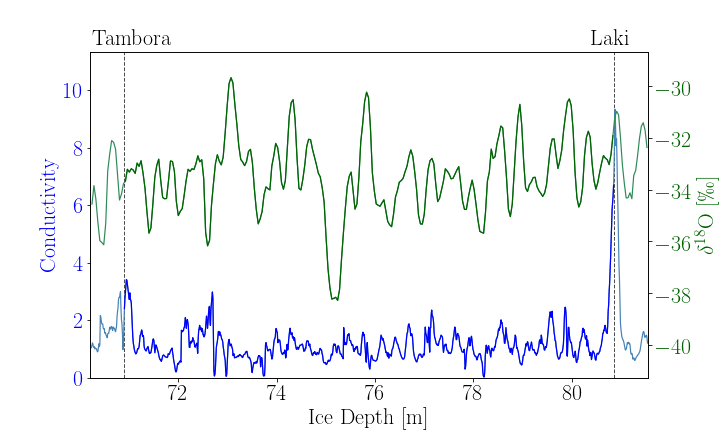 Tambora Laki
10
8
6
4
2
0
Conductivity
−30
−32
−34
−36
−38
−40
δ¹⁸O [‰]
72 74 76 78 80
Ice Depth [m]